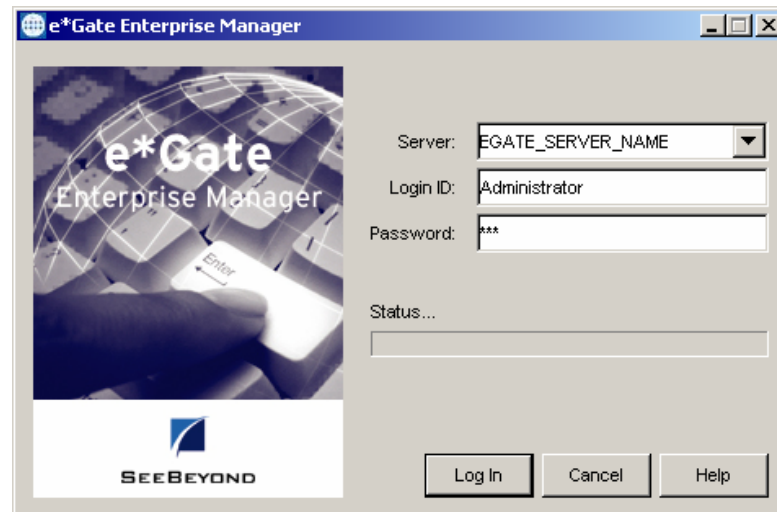 e*Gate Enterprise Manager
e*Gate
Enterprise Manager
Enter
SEEBEYOND
Server: EGATE_SERVER_NAME
Login ID: Administrator
Password: ***
Status...
Log In Cancel Help